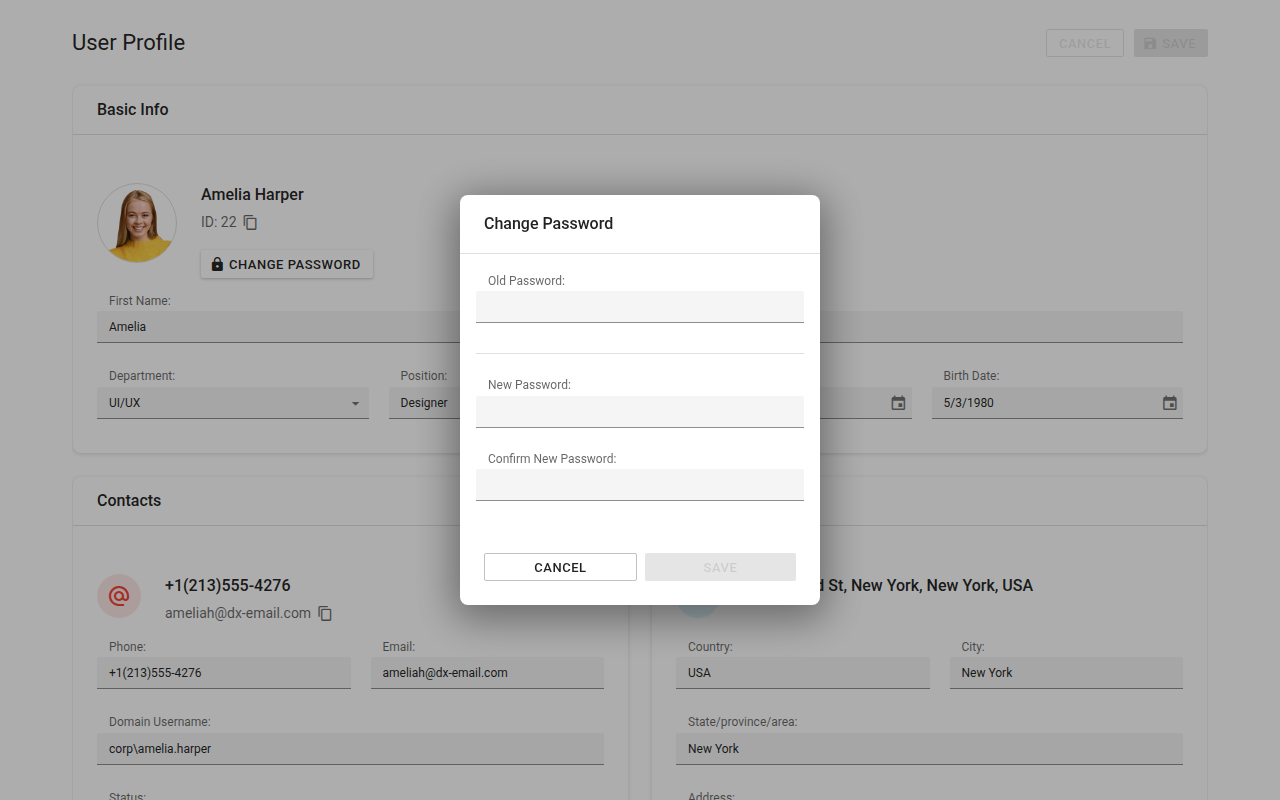 User Profile
CANCEL
SAVE
Basic Info
Amelia Harper
ID: 22
CHANGE PASSWORD
First Name:
Amelia
Department:
UI/UX
Position:
Designer
Birth Date:
5/3/1980
Change Password
Old Password:
New Password:
Confirm New Password:
CANCEL
SAVE
Contacts
+1(213)555-4276
ameliah@dx-email.com
Phone:
+1(213)555-4276
Email:
ameliah@dx-email.com
Domain Username:
corp\amelia.harper
Status:
St, New York, New York, USA
Country:
USA
City:
New York
State/province/area:
New York
Address: